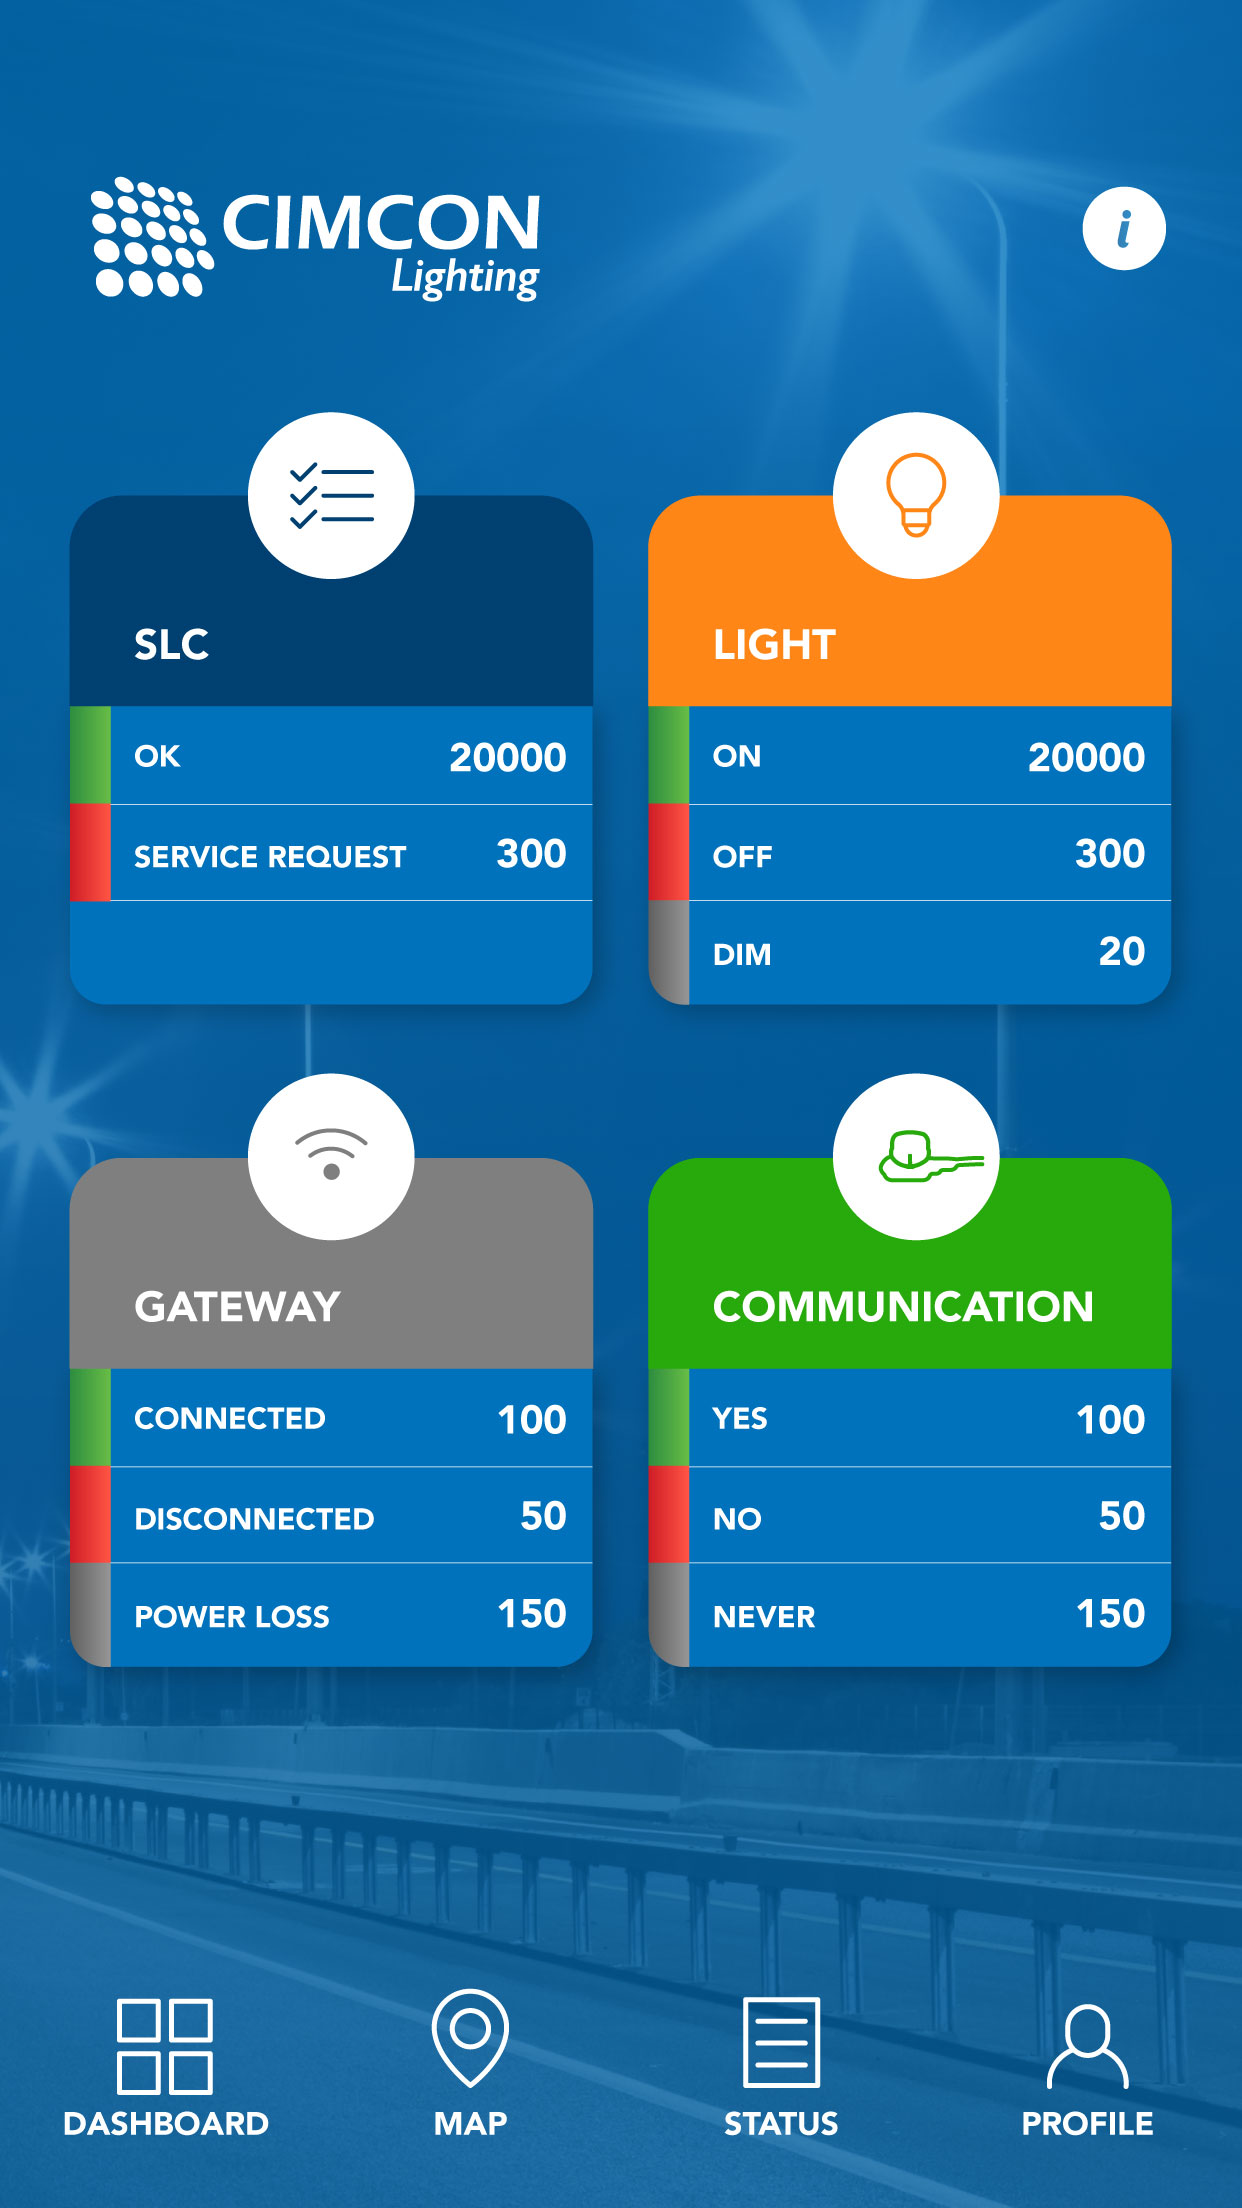 CIMCON
Lighting
i
SLC
OK 20000
SERVICE REQUEST 300
LIGHT
ON 20000
OFF 300
DIM 20
GATEWAY
CONNECTED 100
DISCONNECTED 50
POWER LOSS 150
COMMUNICATION
YES 100
NO 50
NEVER 150
DASHBOARD MAP STATUS PROFILE